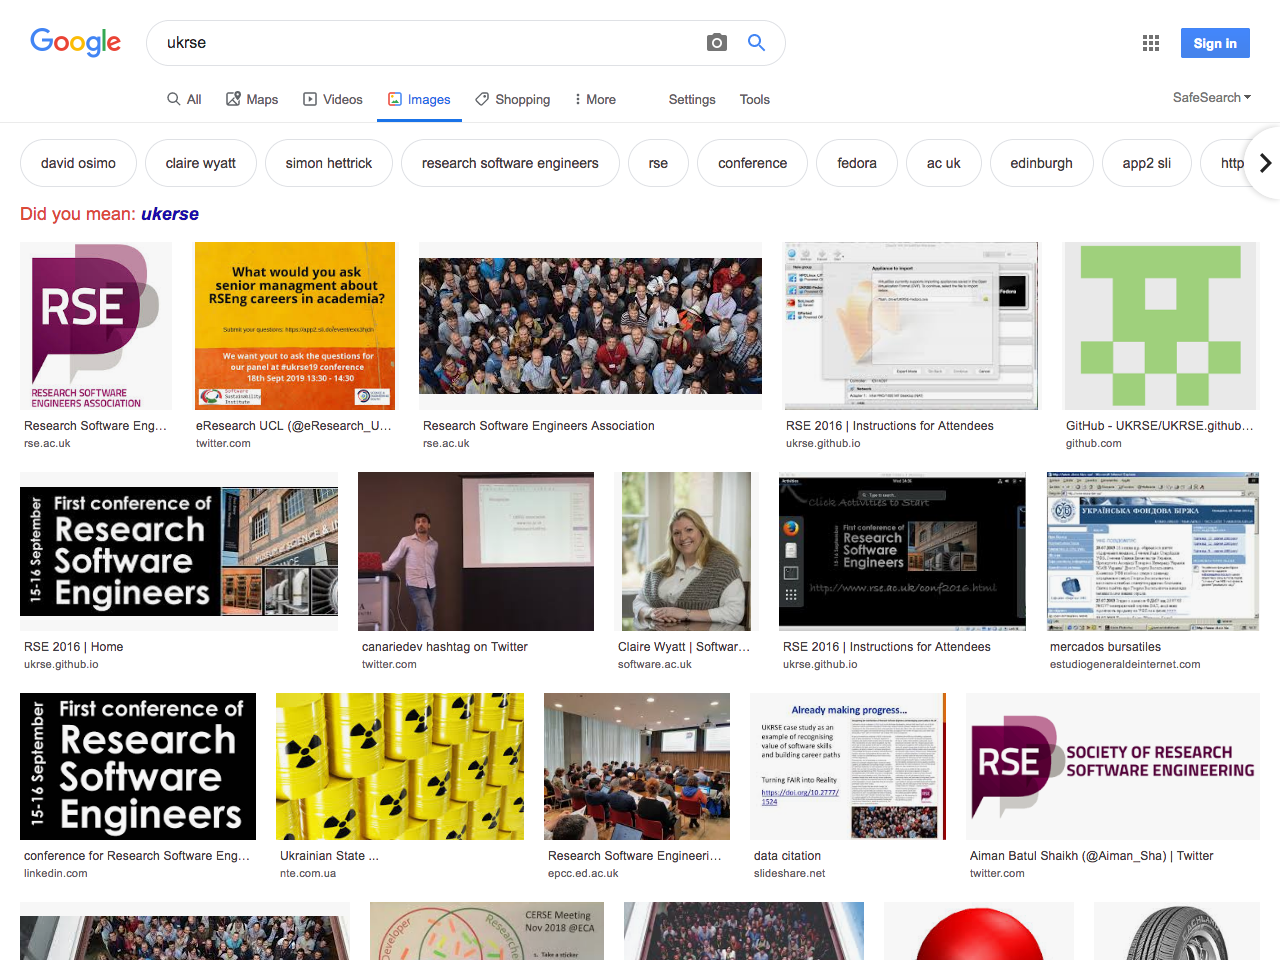 Google
ukrse
Sign in
All
Maps
Videos
Images
Shopping
More
Settings
Tools
SafeSearch
david osimo
claire wyatt
simon hettrick
research software engineers
rse
conference
fedora
ac uk
edinburgh
app2 sli
http
Did you mean: ukerse
RSE
RESEARCH SOFTWARE
ENGINEERS ASSOCIATION
What would you ask
senior managment about
RSEng careers in academia?
We want yout to ask the questions for
our panel at #ukrse19 conference
18th Sept 2019 13:30 - 14:30
Software
Sustainability
Institute
Appliance to import
Research Software Eng...
rse.ac.uk
eResearch UCL (@eResearch_U...
twitter.com
Research Software Engineers Association
rse.ac.uk
RSE 2016 | Instructions for Attendees
ukrse.github.io
GitHub - UKRSE/UKRSE.github...
github.com
15-16 September
First conference of
Research
Software
Engineers
MUSEUM OF SCIENCE & IN
Click Activities to Start
15-16 September
First conference of
Research
Software
Engineers
http://www.rse.ac.uk/conf2016.html
УКРАЇНСЬКА ФОНДОВА БІРЖА
RSE 2016 | Home
ukrse.github.io
canariedev hashtag on Twitter
twitter.com
Claire Wyatt | Softwar...
software.ac.uk
RSE 2016 | Instructions for Attendees
ukrse.github.io
mercados bursatiles
estudiogeneraldeinternet.com
15-16 September
First conference of
Research
Software
Engineers
Already making progress...
UKRSE case study as an
example of recognising
value of software skills
and building career paths
Turning FAIR into Reality
https://doi.org/10.2777/
1524
RSE
SOCIETY OF RESEARCH
SOFTWARE ENGINEERING
conference for Research Software Eng...
linkedin.com
Ukrainian State ...
nte.com.ua
Research Software Engineeri...
epcc.ed.ac.uk
data citation
slideshare.net
Aiman Batul Shaikh (@Aiman_Sha) | Twitter
twitter.com
Developer
Researcher
CERSE Meeting
Nov 2018 @ECA
1. Take a sticker